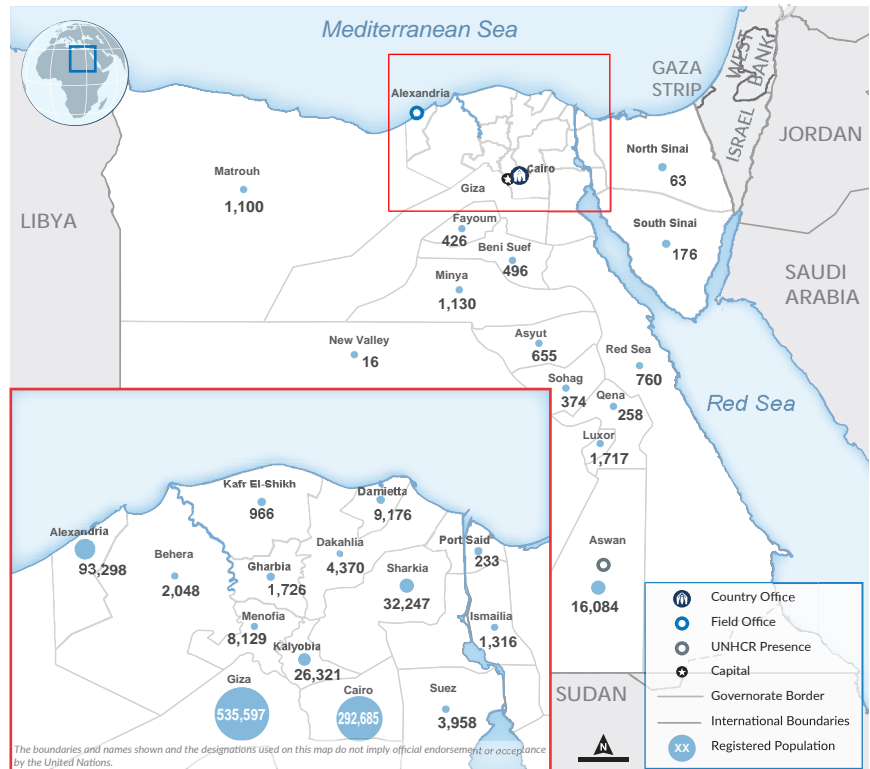 Mediterranean Sea
GAZA
STRIP
WEST
BANK
ISRAEL
JORDAN
Alexandria
Cairo
Giza
North Sinai
63
Matrouh
1,100
LIBYA
Fayoum
426
Beni Suef
496
South Sinai
176
SAUDI
ARABIA
Minya
1,130
New Valley
16
Asyut
655
Red Sea
760
Sohag
374
Qena
258
Red Sea
Luxor
1,717
Aswan
16,084
SUDAN
Kafr El-Shikh
966
Damietta
9,176
Alexandria
93,298
Behera
2,048
Gharbia
1,726
Dakahlia
4,370
Port Said
233
Sharkia
32,247
Menofia
8,129
Kalyobia
26,321
Ismailia
1,316
Giza
535,597
Cairo
292,685
Suez
3,958
The boundaries and names shown and the designations used on this map do not imply official endorsement or acceptance
by the United Nations.
N
Country Office
Field Office
UNHCR Presence
Capital
Governorate Border
International Boundaries
XX
Registered Population